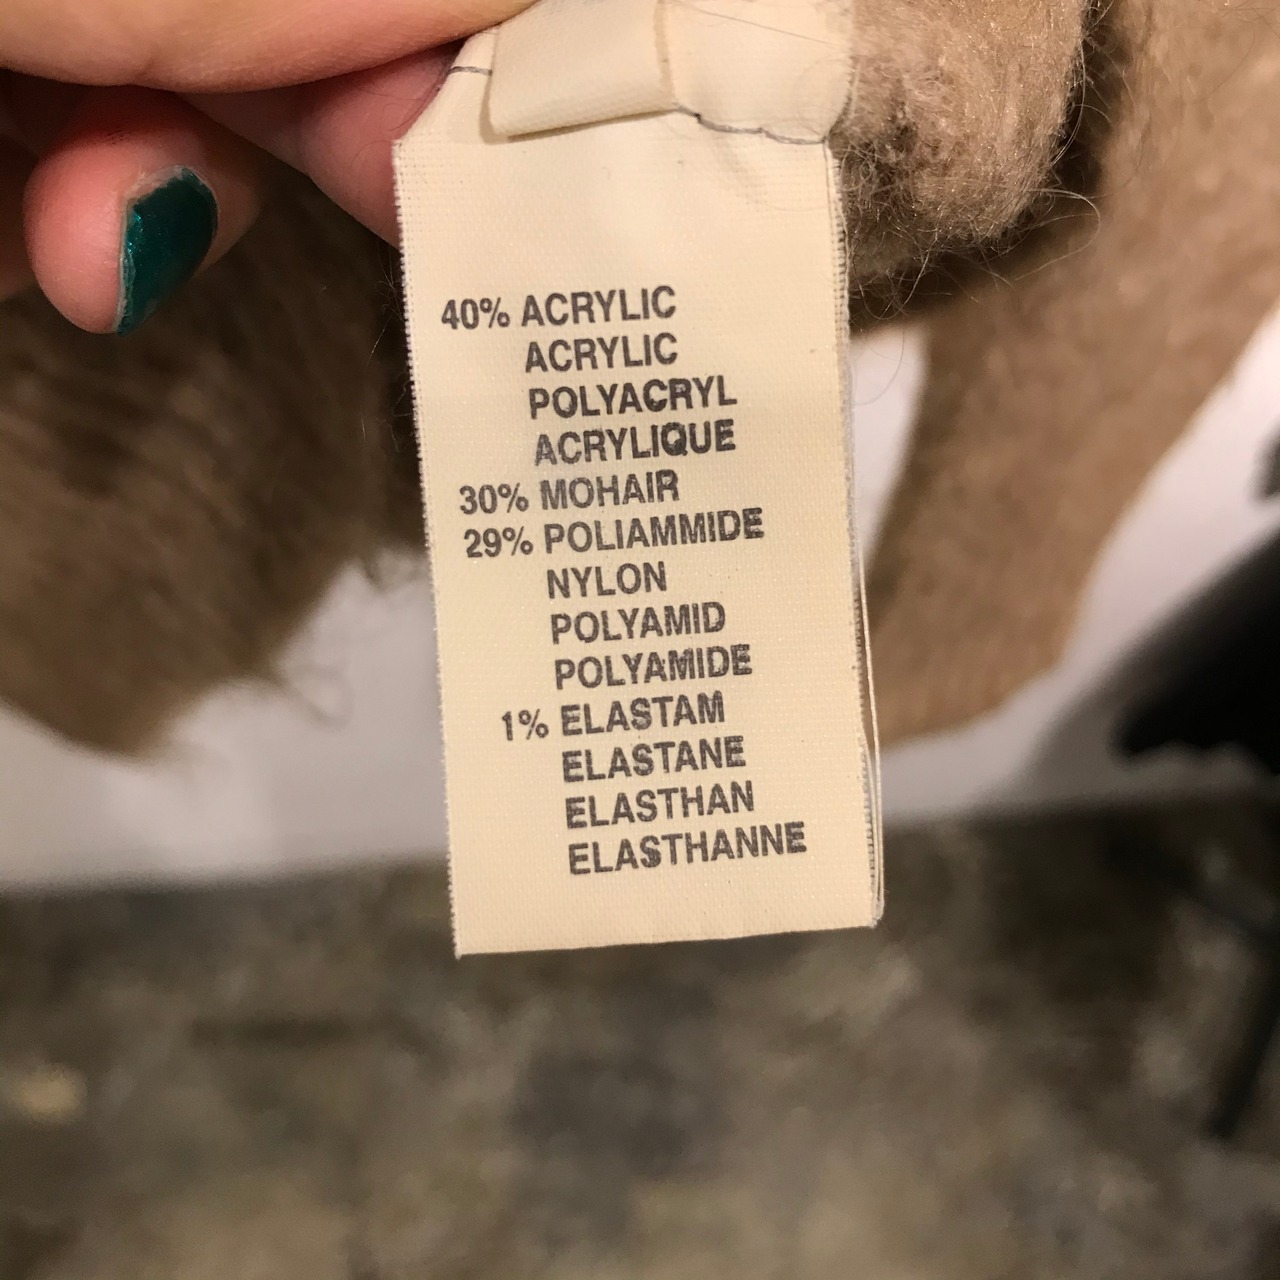 40% ACRYLIC
ACRYLIC
POLYACRYL
ACRYLIQUE
30% MOHAIR
29% POLIAMMIDE
NYLON
POLYAMID
POLYAMIDE
1% ELASTAM
ELASTANE
ELASTHAN
ELASTHANNE